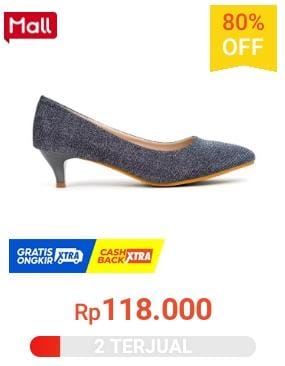 Mall
80%
OFF
GRATIS
ONGKIR
XTRA
CASH
BACK
XTRA
Rp118.000
2 TERJUAL